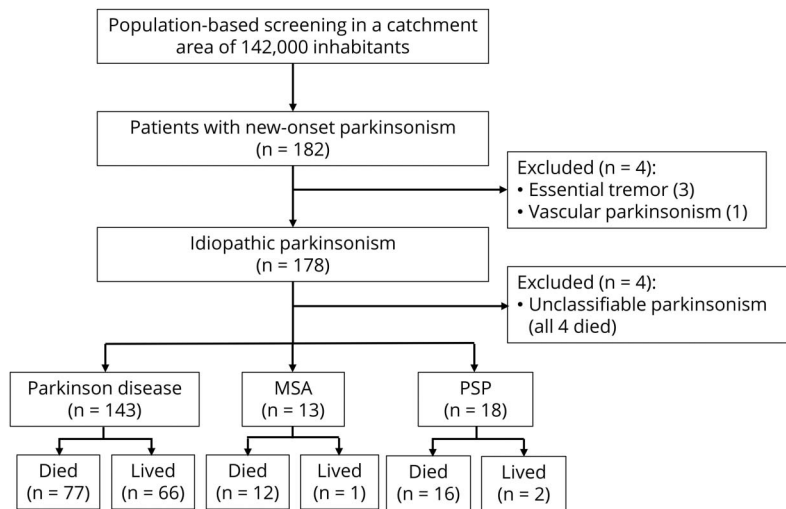 Population-based screening in a catchment
area of 142,000 inhabitants
Patients with new-onset parkinsonism
(n = 182)
Excluded (n = 4):
• Essential tremor (3)
• Vascular parkinsonism (1)
Idiopathic parkinsonism
(n = 178)
Excluded (n = 4):
• Unclassifiable parkinsonism
(all 4 died)
Parkinson disease
(n = 143)
MSA
(n = 13)
PSP
(n = 18)
Died
(n = 77)
Lived
(n = 66)
Died
(n = 12)
Lived
(n = 1)
Died
(n = 16)
Lived
(n = 2)